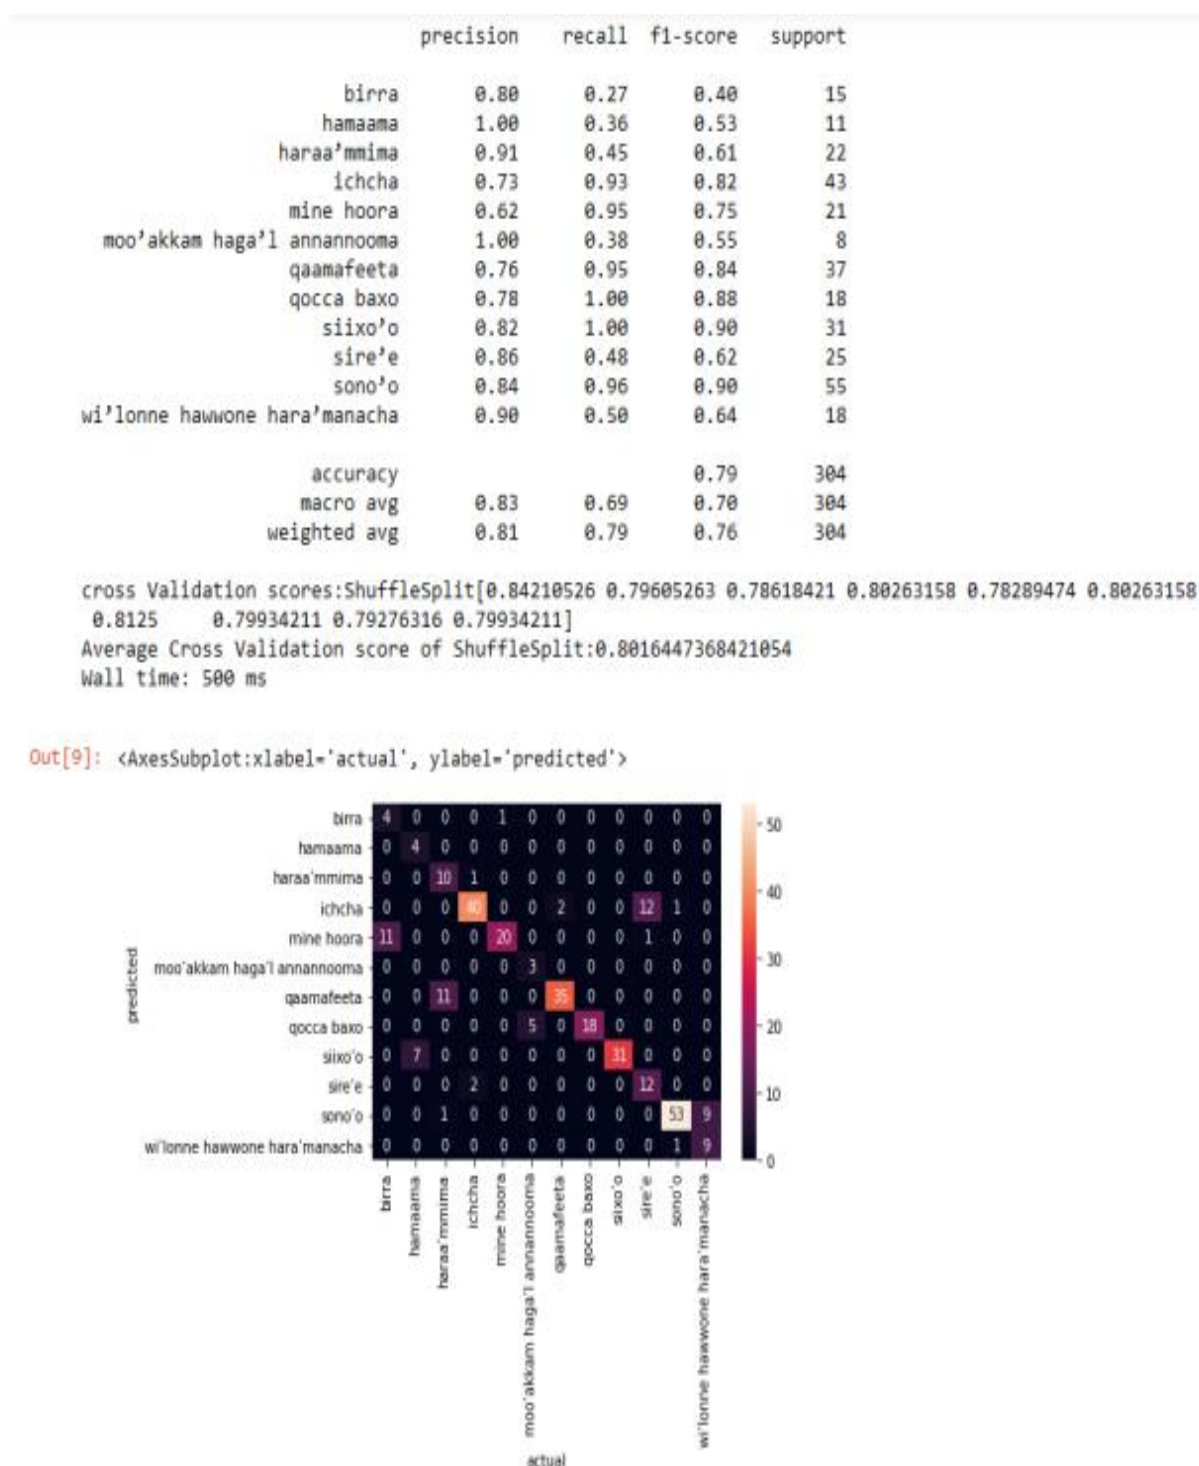 precision recall f1-score support
birra 0.80 0.27 0.40 15
hamaama 1.00 0.36 0.53 11
haraa’mmima 0.91 0.45 0.61 22
ichcha 0.73 0.93 0.82 43
mine hoora 0.62 0.95 0.75 21
moo’akkam haga’l annannooma 1.00 0.38 0.55 8
qaamafeeta 0.76 0.95 0.84 37
qocca baxo 0.78 1.00 0.88 18
siixo’o 0.82 1.00 0.90 31
sire’e 0.86 0.48 0.62 25
sono’o 0.84 0.96 0.90 55
wi’lonne hawwone hara’manacha 0.90 0.50 0.64 18
accuracy 0.79 304
macro avg 0.83 0.69 0.70 304
weighted avg 0.81 0.79 0.76 304
cross Validation scores:ShuffleSplit[0.84210526 0.79605263 0.78618421 0.80263158 0.78289474 0.80263158
0.8125 0.79934211 0.79276316 0.79934211]
Average Cross Validation score of ShuffleSplit:0.8016447368421054
Wall time: 500 ms
Out[9]: <AxesSubplot:xlabel='actual', ylabel='predicted'>
birra 4 0 0 0 1 0 0 0 0 0 0 0
hamaama 0 4 0 0 0 0 0 0 0 0 0 0
haraa’mmima 0 0 10 1 0 0 0 0 0 0 0 0
ichcha 0 0 0 40 0 0 2 0 0 12 1 0
mine hoora 11 0 0 0 20 0 0 0 0 1 0 0
moo’akkam haga’l annannooma 0 0 0 0 0 3 0 0 0 0 0 0
qaamafeeta 0 0 11 0 0 0 35 0 0 0 0 0
qocca baxo 0 0 0 0 0 5 0 18 0 0 0 0
siixo’o 0 7 0 0 0 0 0 0 31 0 0 0
sire’e 0 0 0 2 0 0 0 0 0 12 0 0
sono’o 0 0 1 0 0 0 0 0 0 0 53 9
wi’lonne hawwone hara’manacha 0 0 0 0 0 0 0 0 0 0 1 9
predicted
birra
hamaama
haraa’mmima
ichcha
mine hoora
moo’akkam haga’l annannooma
qaamafeeta
qocca baxo
siixo’o
sire’e
sono’o
wi’lonne hawwone hara’manacha
actual
50
40
30
20
10
0